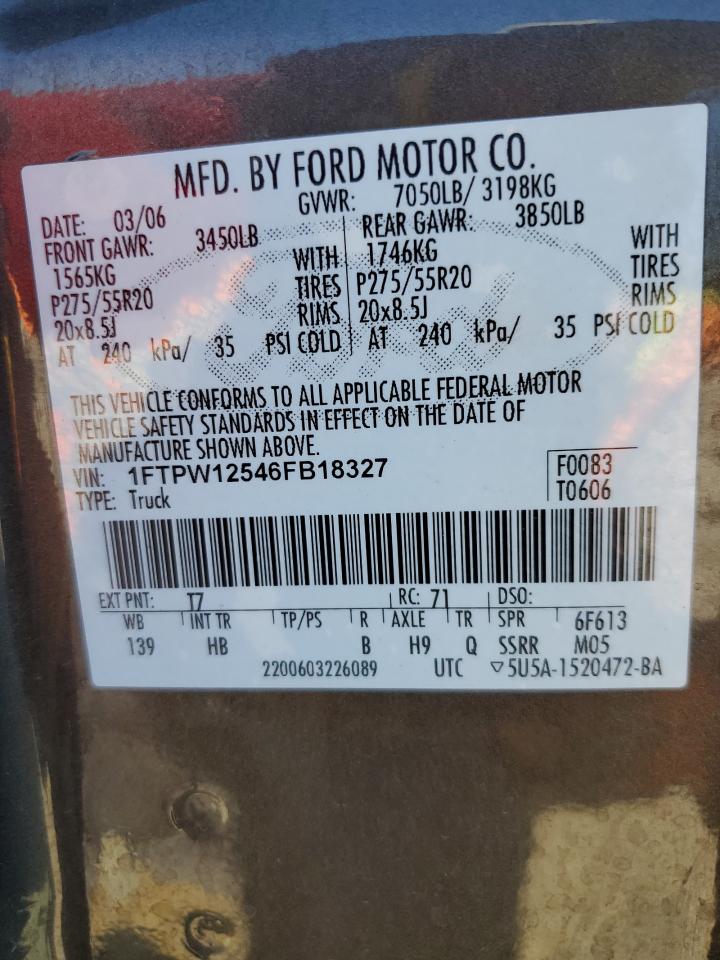 MFD. BY FORD MOTOR CO.
DATE: 03/06 GVWR: 7050LB/ 3198KG
FRONT GAWR: 3450LB REAR GAWR: 3850LB
1565KG WITH 1746KG WITH
P275/55R20 TIRES P275/55R20 TIRES
20x8.5J RIMS 20x8.5J RIMS
AT 240 kPa/ 35 PSI COLD AT 240 kPa/ 35 PSI COLD
THIS VEHICLE CONFORMS TO ALL APPLICABLE FEDERAL MOTOR
VEHICLE SAFETY STANDARDS IN EFFECT ON THE DATE OF
MANUFACTURE SHOWN ABOVE.
VIN: 1FTPW12546FB18327 F0083
TYPE: Truck T0606
EXT PNT: T7 RC: 71 DSO:
WB INT TR TP/PS R AXLE TR SPR 6F613
139 HB B H9 Q SSRR M05
2200603226089 UTC ▽5U5A-1520472-BA